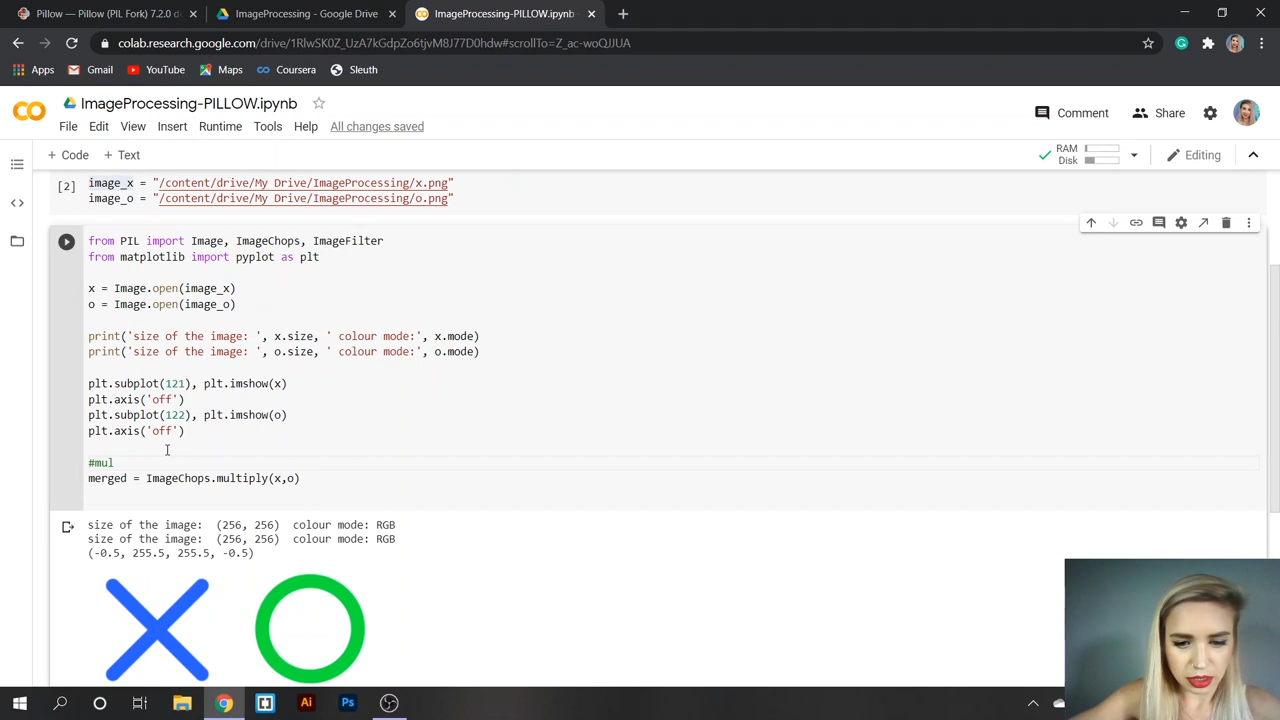 Pillow — Pillow (PIL Fork) 7.2.0 d
ImageProcessing - Google Drive
ImageProcessing-PILLOW.ipynb
colab.research.google.com/drive/1RlwSK0Z_UzA7kGdpZo6tjvM8J77D0hdw#scrollTo=Z_ac-woQJJUA
Apps
Gmail
YouTube
Maps
Coursera
Sleuth
ImageProcessing-PILLOW.ipynb
Comment
Share
File
Edit
View
Insert
Runtime
Tools
Help
All changes saved
+ Code
+ Text
RAM
Disk
Editing
[2]
image_x = "/content/drive/My Drive/ImageProcessing/x.png"
image_o = "/content/drive/My Drive/ImageProcessing/o.png"
from PIL import Image, ImageChops, ImageFilter
from matplotlib import pyplot as plt
x = Image.open(image_x)
o = Image.open(image_o)
print('size of the image: ', x.size, ' colour mode:', x.mode)
print('size of the image: ', o.size, ' colour mode:', o.mode)
plt.subplot(121), plt.imshow(x)
plt.axis('off')
plt.subplot(122), plt.imshow(o)
plt.axis('off')
#mul
merged = ImageChops.multiply(x,o)
size of the image:  (256, 256)  colour mode: RGB
size of the image:  (256, 256)  colour mode: RGB
(-0.5, 255.5, 255.5, -0.5)
Ai
Ps